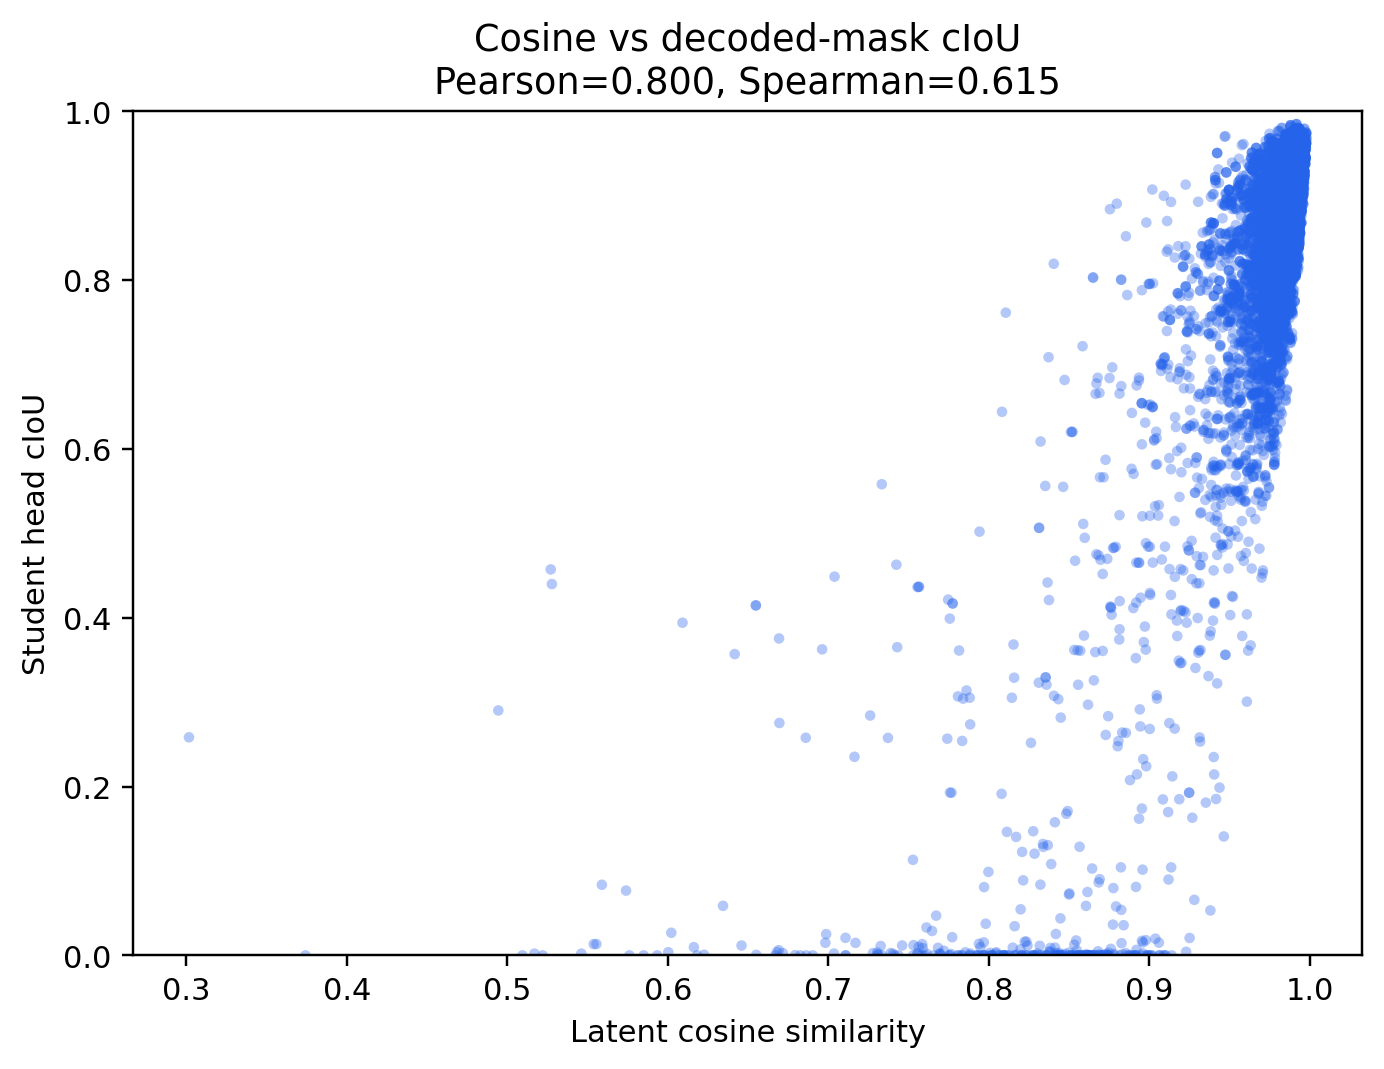 Cosine vs decoded-mask cIoU
Pearson=0.800, Spearman=0.615
1.0
0.8
0.6
0.4
0.2
0.0
Student head cIoU
0.3 0.4 0.5 0.6 0.7 0.8 0.9 1.0
Latent cosine similarity